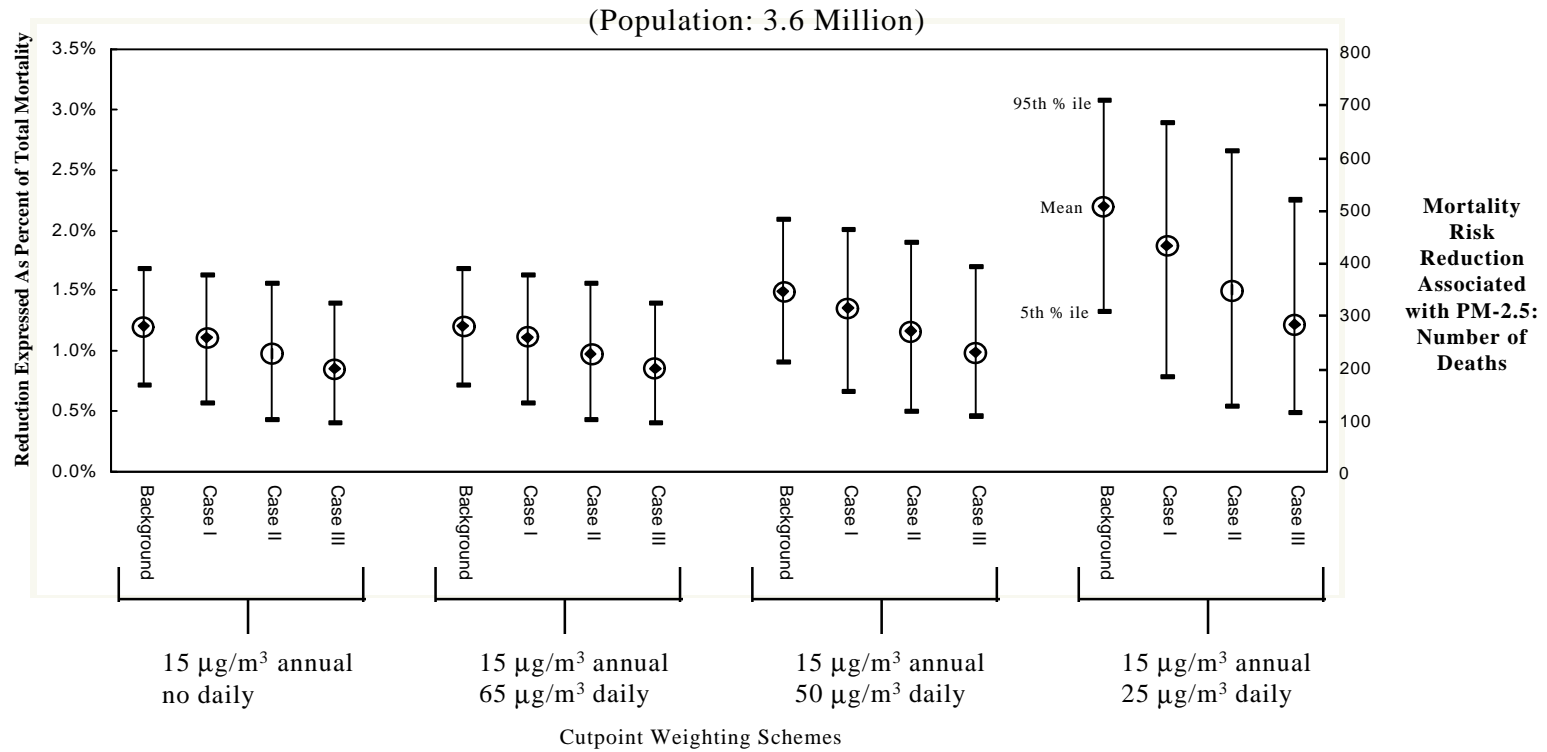 (Population: 3.6 Million)
Reduction Expressed As Percent of Total Mortality
3.5%
3.0%
2.5%
2.0%
1.5%
1.0%
0.5%
0.0%
95th % ile
Mean
5th % ile
800
700
600
500
400
300
200
100
0
Mortality
Risk
Reduction
Associated
with PM-2.5:
Number of
Deaths
Background
Case I
Case II
Case III
Background
Case I
Case II
Case III
Background
Case I
Case II
Case III
Background
Case I
Case II
Case III
15 µg/m³ annual
no daily
15 µg/m³ annual
65 µg/m³ daily
15 µg/m³ annual
50 µg/m³ daily
15 µg/m³ annual
25 µg/m³ daily
Cutpoint Weighting Schemes